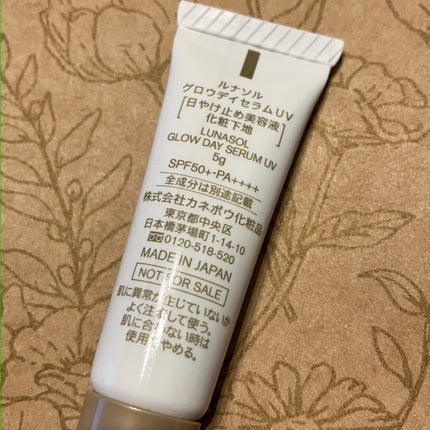 ルナソル
グロウデイセラムUV
[日やけ止め美容液
化粧下地]
LUNASOL
GLOW DAY SERUM UV
5g
SPF50+・PA++++
全成分は別途記載
株式会社カネボウ化粧品
東京都中央区
日本橋茅場町1-14-10
0120-518-520
MADE IN JAPAN
NOT FOR SALE
肌に異常が生じていないか
よく注意して使う。
肌に合わない時は
使用をやめる。